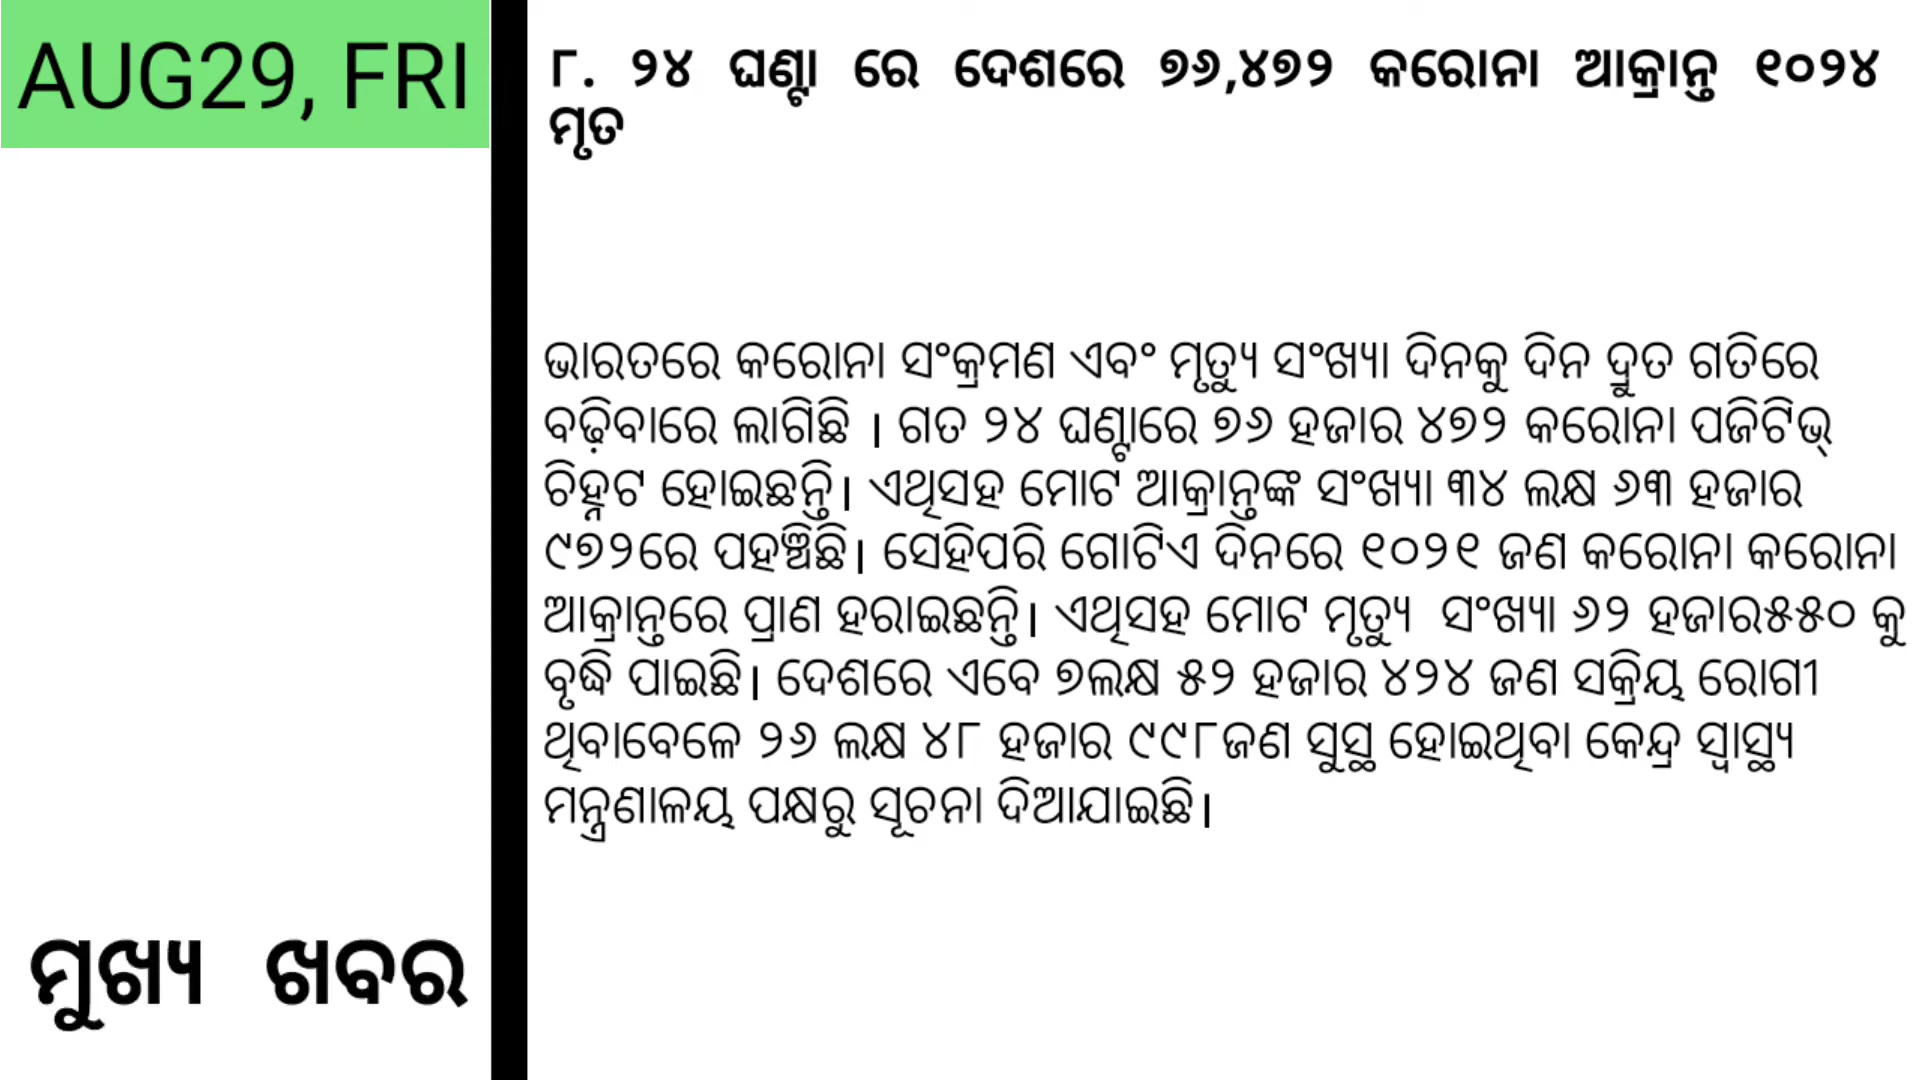 AUG29, FRI
୮. ୨୪ ଘଣ୍ଟା ରେ ଦେଶରେ ୭୬,୪୭୨ କରୋନା ଆକ୍ରାନ୍ତ ୧୦୨୪
ମୃତ
ଭାରତରେ କରୋନା ସଂକ୍ରମଣ ଏବଂ ମୃତ୍ୟୁ ସଂଖ୍ୟା ଦିନକୁ ଦିନ ଦ୍ରୁତ ଗତିରେ
ବଢ଼ିବାରେ ଲାଗିଛି । ଗତ ୨୪ ଘଣ୍ଟାରେ ୭୬ ହଜାର ୪୭୨ କରୋନା ପଜିଟିଭ୍
ଚିହ୍ନଟ ହୋଇଛନ୍ତି। ଏଥିସହ ମୋଟ ଆକ୍ରାନ୍ତଙ୍କ ସଂଖ୍ୟା ୩୪ ଲକ୍ଷ ୬୩ ହଜାର
୯୭୨ରେ ପହଞ୍ଚିଛି। ସେହିପରି ଗୋଟିଏ ଦିନରେ ୧୦୨୧ ଜଣ କରୋନା କରୋନା
ଆକ୍ରାନ୍ତରେ ପ୍ରାଣ ହରାଇଛନ୍ତି। ଏଥିସହ ମୋଟ ମୃତ୍ୟୁ ସଂଖ୍ୟା ୬୨ ହଜାର୫୫୦ କୁ
ବୃଦ୍ଧି ପାଇଛି। ଦେଶରେ ଏବେ ୭ଲକ୍ଷ ୫୨ ହଜାର ୪୨୪ ଜଣ ସକ୍ରିୟ ରୋଗୀ
ଥିବାବେଳେ ୨୬ ଲକ୍ଷ ୪୮ ହଜାର ୯୯୮ଜଣ ସୁସ୍ଥ ହୋଇଥିବା କେନ୍ଦ୍ର ସ୍ୱାସ୍ଥ୍ୟ
ମନ୍ତ୍ରଣାଳୟ ପକ୍ଷରୁ ସୂଚନା ଦିଆଯାଇଛି।
ମୁଖ୍ୟ ଖବର